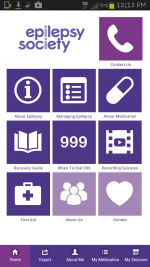 12:12 PM
epilepsy
society
Contact Us
About Epilepsy
Managing Epilepsy
About Medication
Recovery Guide
999
When To Dial 999
Recording Seizures
First Aid
About Us
Donate
Home
Export
About Me
My Medication
My Seizures